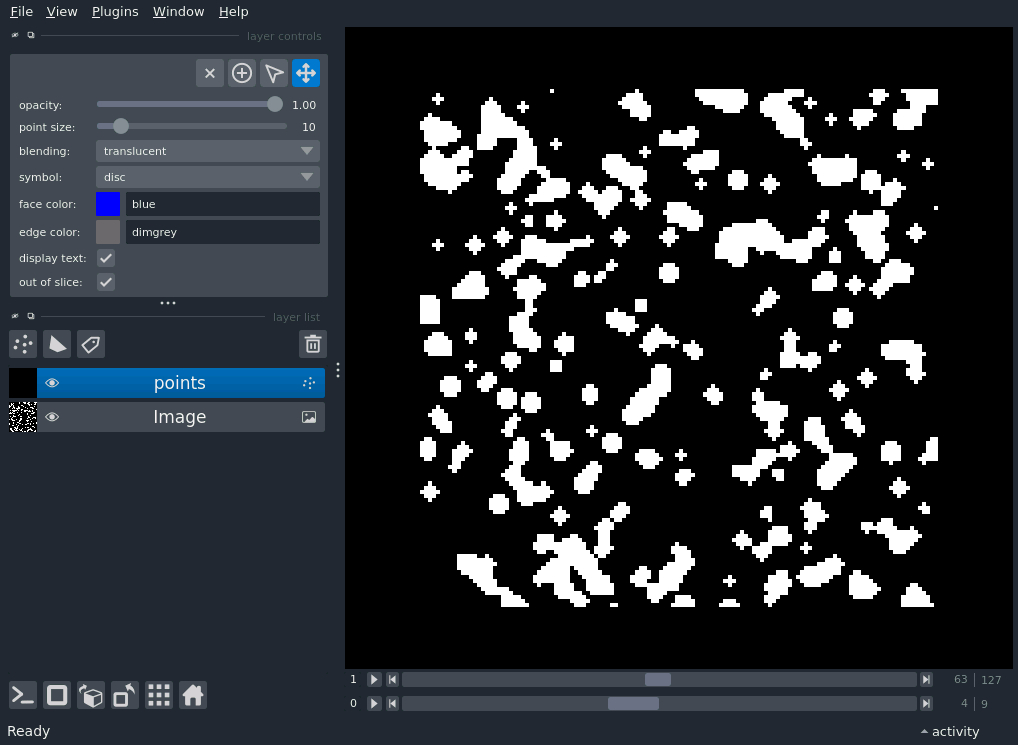 File View Plugins Window Help
layer controls
opacity: 1.00
point size: 10
blending: translucent
symbol: disc
face color: blue
edge color: dimgrey
display text:
out of slice:
layer list
points
Image
1 63 127
0 4 9
Ready activity